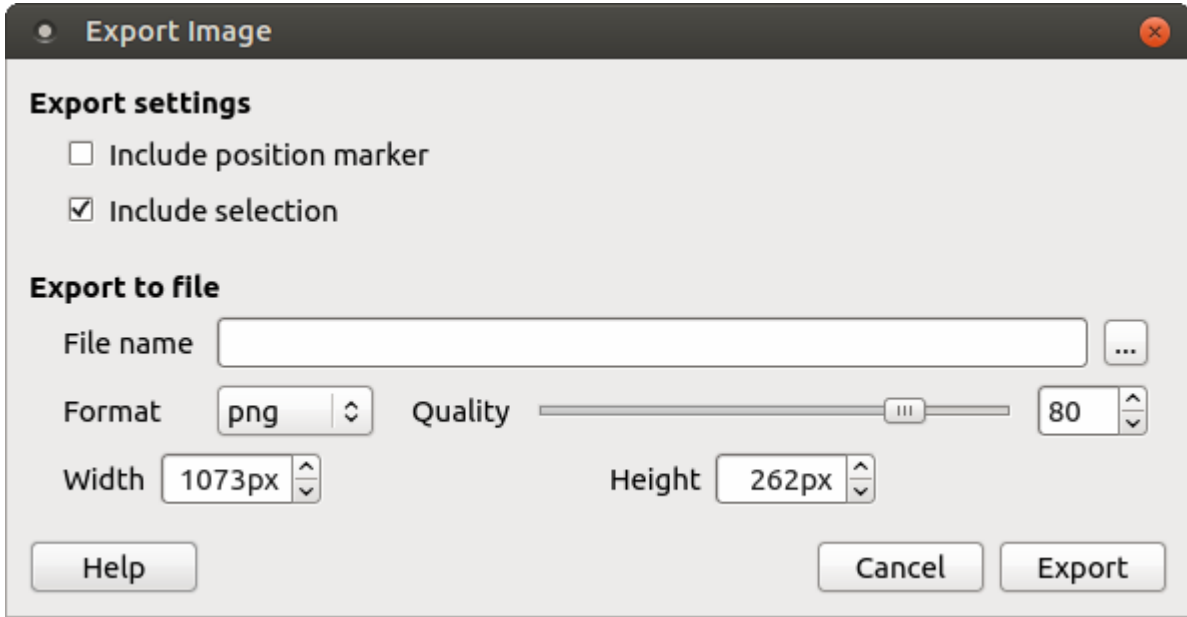 Export Image
Export settings
Include position marker
Include selection
Export to file
File name ...
Format png Quality 80
Width 1073px Height 262px
Help Cancel Export